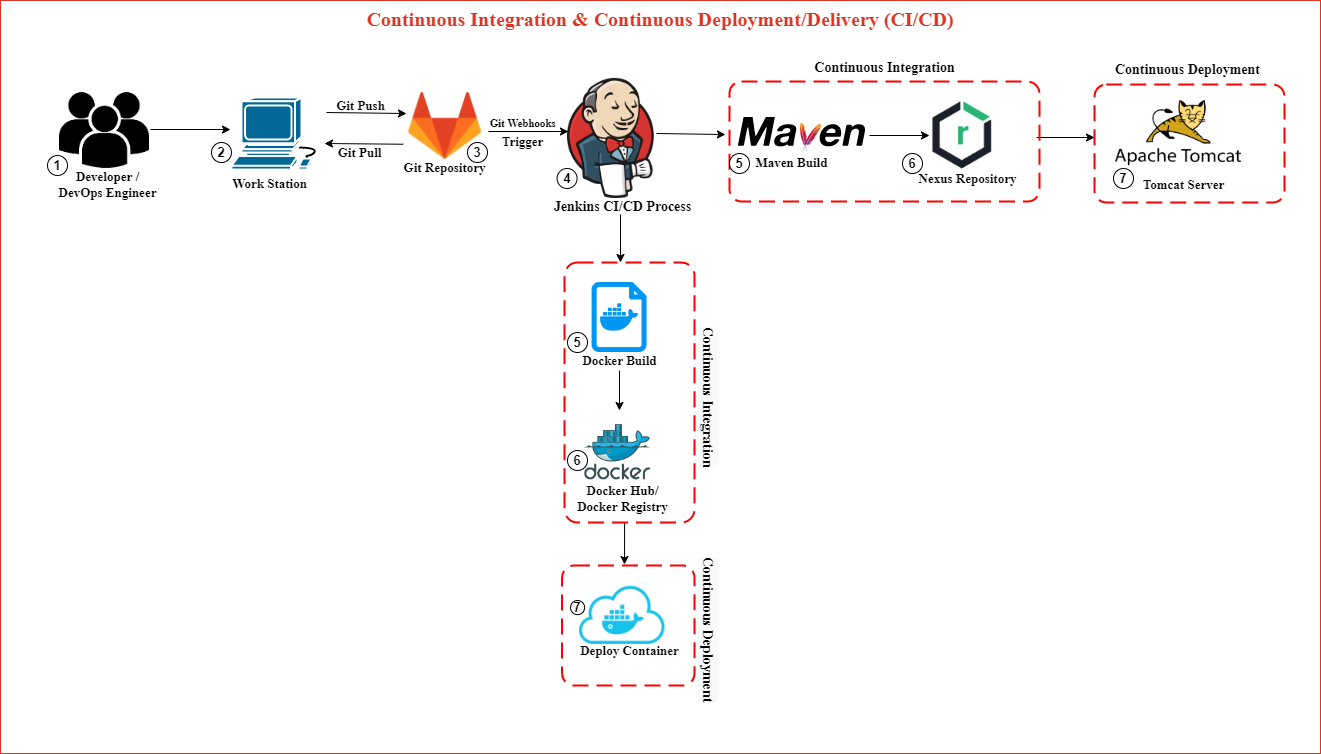 Continuous Integration & Continuous Deployment/Delivery (CI/CD)
Continuous Integration
Continuous Deployment
Git Push
Git Pull
Git Webhooks
Trigger
1
Developer /
DevOps Engineer
2
Work Station
3
Git Repository
4
Jenkins CI/CD Process
Maven
5
Maven Build
r
6
Nexus Repository
Apache Tomcat
7
Tomcat Server
5
Docker Build
Continuous Integration
docker
6
Docker Hub/
Docker Registry
7
Deploy Container
Continuous Deployment